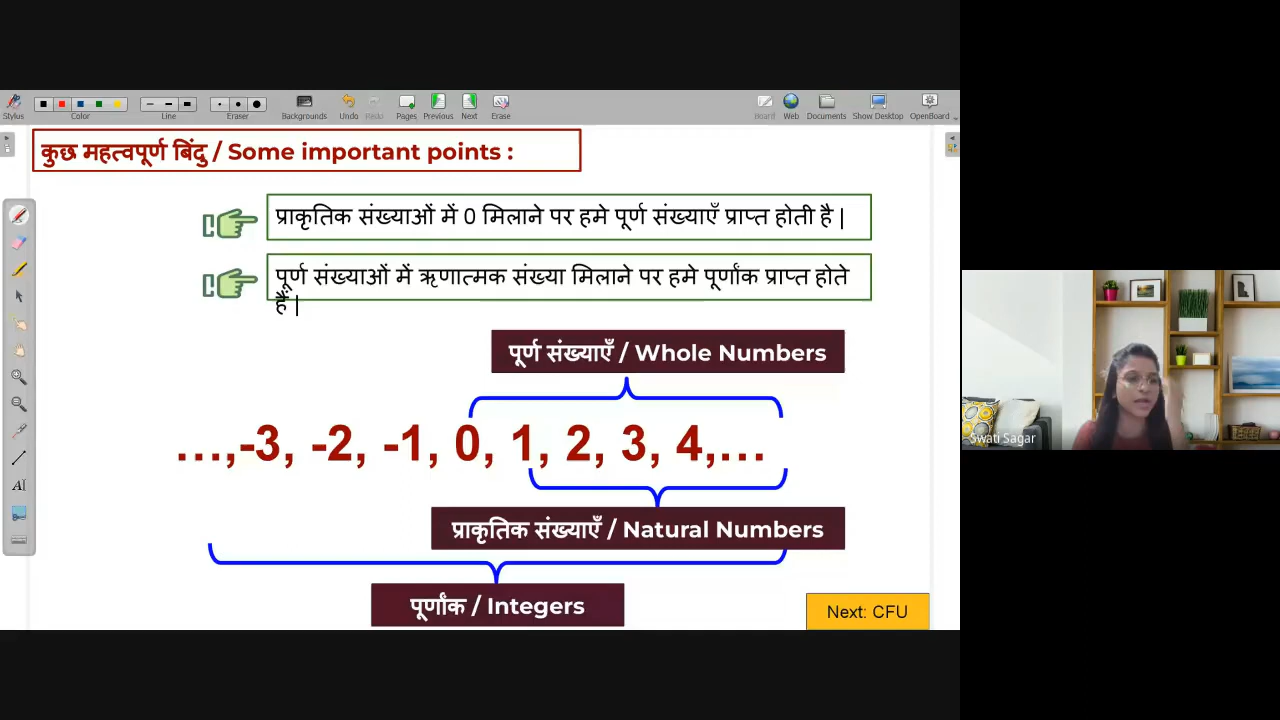 Stylus
Color
Line
Eraser
Backgrounds
Undo
Redo
Pages
Previous
Next
Erase
Board
Web
Documents
Show Desktop
OpenBoard
कुछ महत्वपूर्ण बिंदु / Some important points :
प्राकृतिक संख्याओं में 0 मिलाने पर हमे पूर्ण संख्याएँ प्राप्त होती है |
पूर्ण संख्याओं में ऋणात्मक संख्या मिलाने पर हमे पूर्णांक प्राप्त होते
हैं |
पूर्ण संख्याएँ / Whole Numbers
...,-3, -2, -1, 0, 1, 2, 3, 4,...
प्राकृतिक संख्याएँ / Natural Numbers
पूर्णांक / Integers
Next: CFU
Swati Sagar